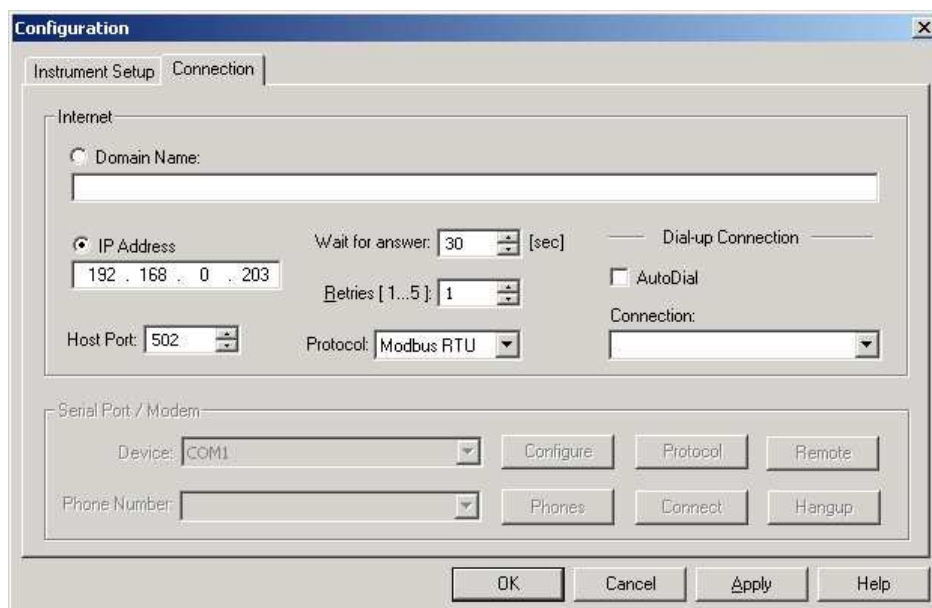 Configuration
Instrument Setup Connection
Internet
Domain Name:
IP Address
192 . 168 . 0 . 203
Host Port: 502
Wait for answer: 30 [sec]
Retries [ 1...5 ]: 1
Protocol: Modbus RTU
Dial-up Connection
AutoDial
Connection:
Serial Port / Modem
Device: COM1
Configure Protocol Remote
Phone Number:
Phones Connect Hangup
OK Cancel Apply Help